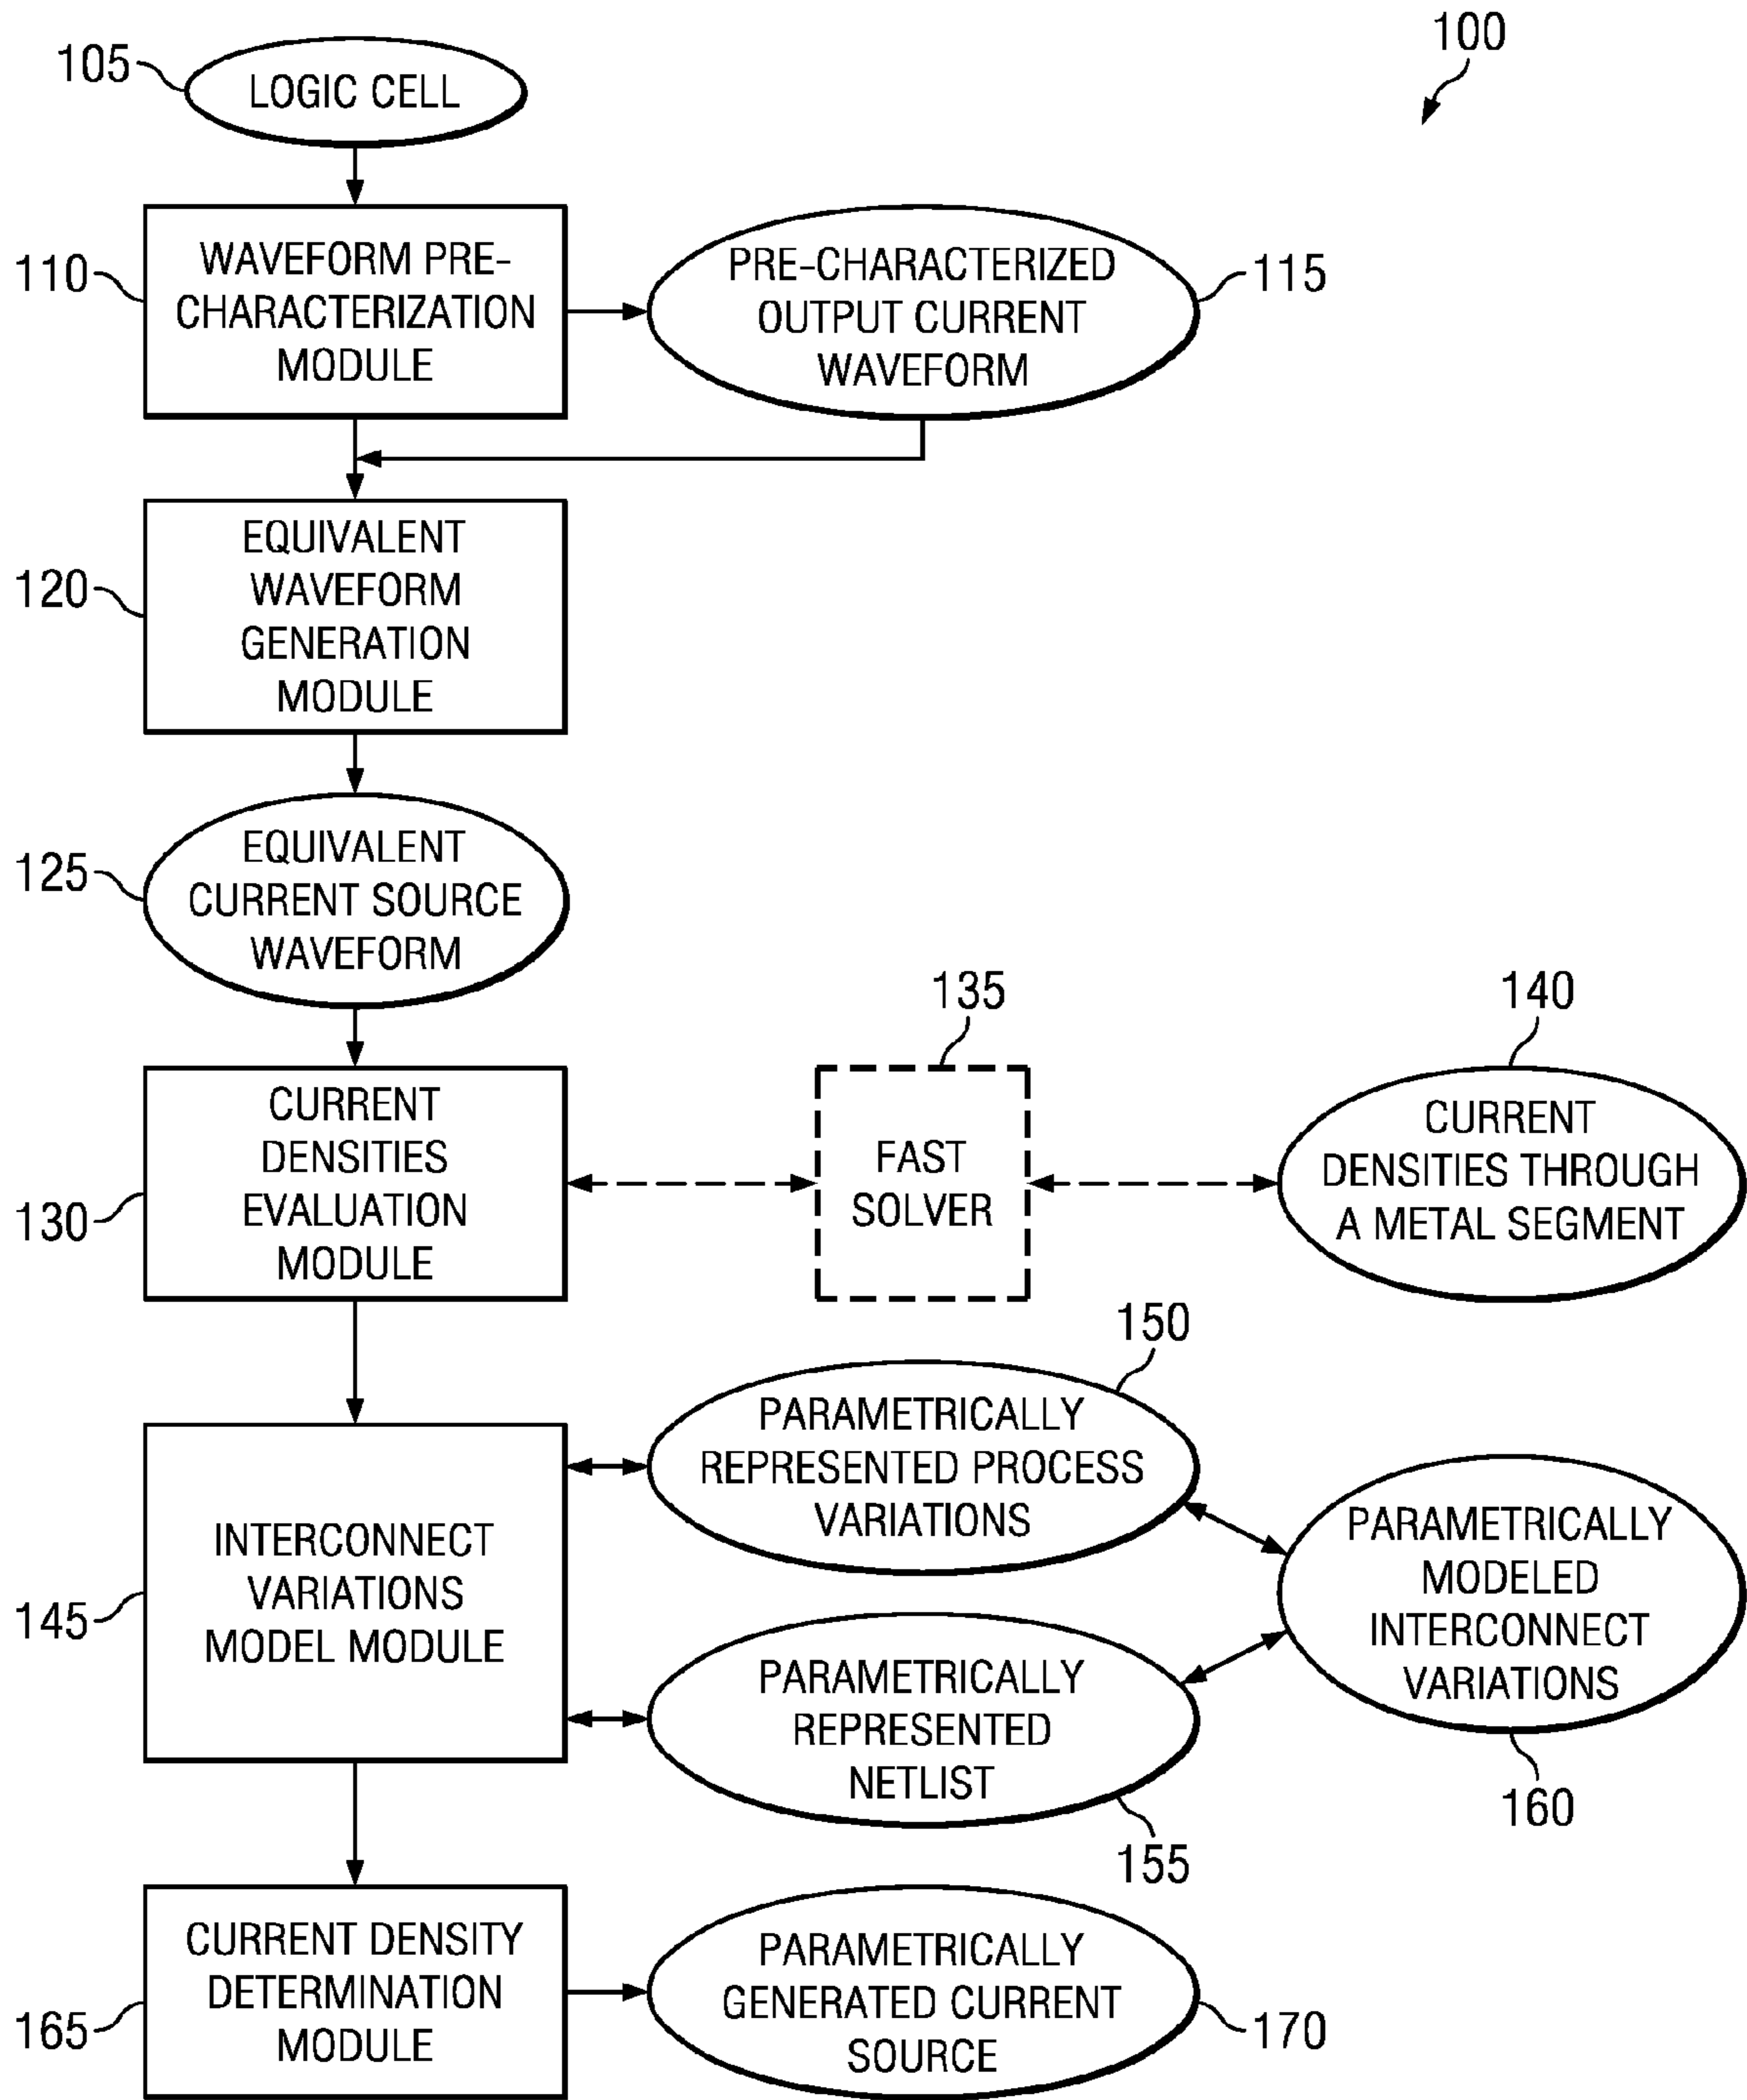 100
105
LOGIC CELL
110
WAVEFORM PRE-
CHARACTERIZATION
MODULE
PRE-CHARACTERIZED
OUTPUT CURRENT
WAVEFORM
115
120
EQUIVALENT
WAVEFORM
GENERATION
MODULE
125
EQUIVALENT
CURRENT SOURCE
WAVEFORM
130
CURRENT
DENSITIES
EVALUATION
MODULE
135
FAST
SOLVER
140
CURRENT
DENSITIES THROUGH
A METAL SEGMENT
145
INTERCONNECT
VARIATIONS
MODEL MODULE
150
PARAMETRICALLY
REPRESENTED PROCESS
VARIATIONS
PARAMETRICALLY
REPRESENTED
NETLIST
155
PARAMETRICALLY
MODELED
INTERCONNECT
VARIATIONS
160
165
CURRENT DENSITY
DETERMINATION
MODULE
PARAMETRICALLY
GENERATED CURRENT
SOURCE
170